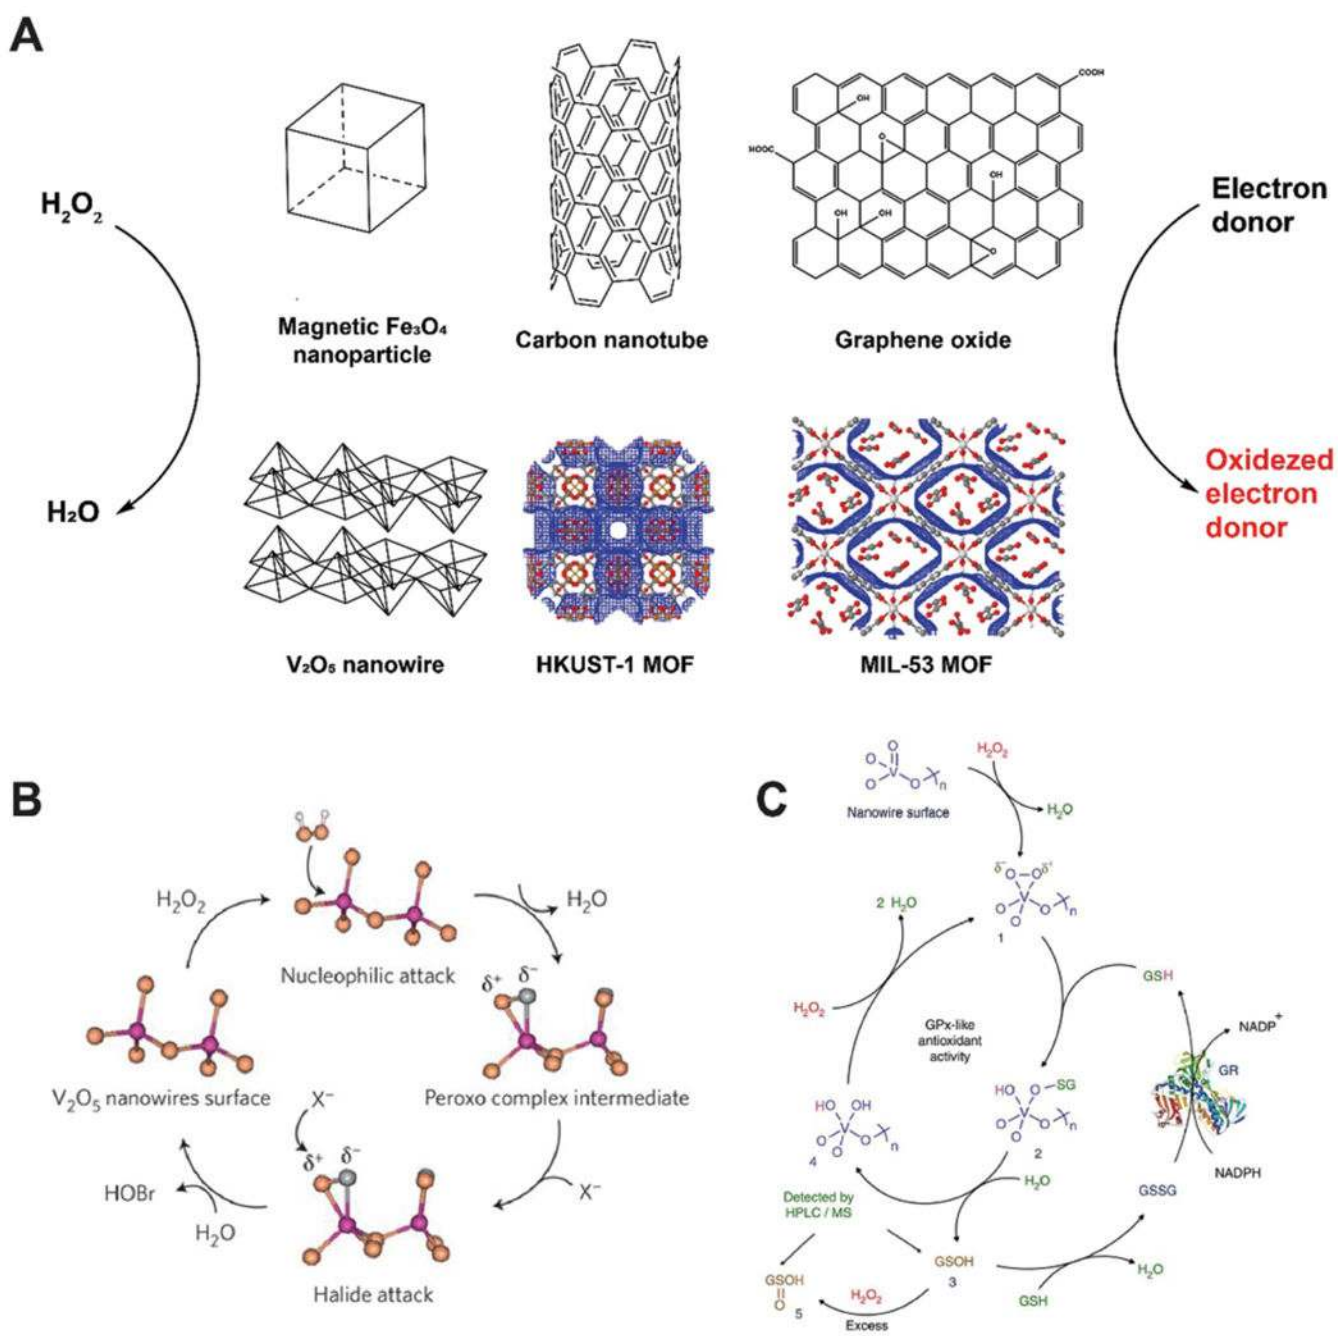 A
H₂O₂
COOH
OH
O
HOOC
OH
OH
OH
O
Electron
donor
Magnetic Fe₃O₄
nanoparticle
Carbon nanotube
Graphene oxide
H₂O
Oxidezed
electron
donor
V₂O₅ nanowire
HKUST-1 MOF
MIL-53 MOF
B
H₂O₂
H₂O
Nucleophilic attack
δ⁺ δ⁻
V₂O₅ nanowires surface
Peroxo complex intermediate
X⁻
δ⁺ δ⁻
HOBr
H₂O
X⁻
Halide attack
C
O
O
V
O
O
n
H₂O₂
Nanowire surface
H₂O
δ⁻ O O δ⁺
O V
O
O
n
1
2 H₂O
GSH
H₂O₂
GPx-like
antioxidant
activity
NADP⁺
GR
HO O SG
O V
O
O
n
2
HO OH
O V
O
O
n
4
H₂O
NADPH
GSSG
Detected by
HPLC / MS
GSOH
3
H₂O
GSOH
O
5
H₂O₂
Excess
GSH